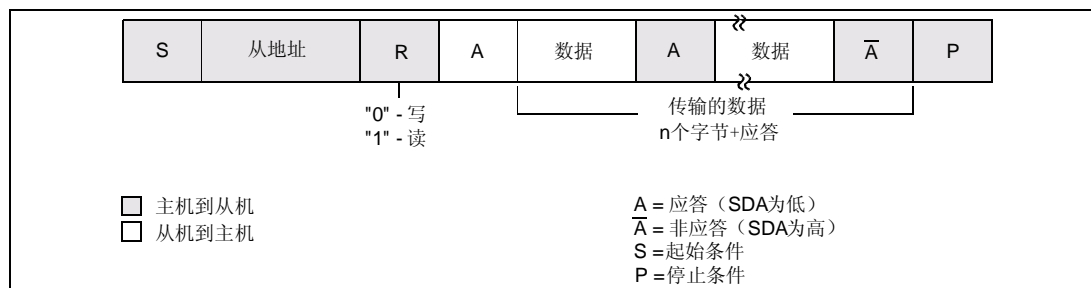 S 从地址 R A 数据 A 数据 A̅ P
"0" - 写
"1" - 读
传输的数据
n个字节+应答
主机到从机
从机到主机
A = 应答（SDA为低）
A̅ = 非应答（SDA为高）
S =起始条件
P =停止条件